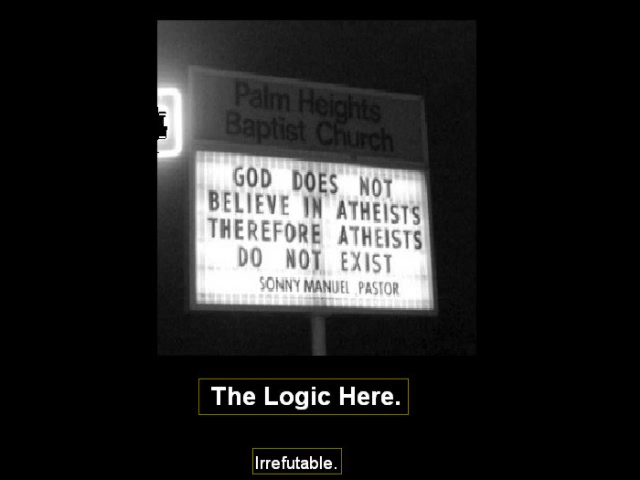 Palm Heights
Baptist Church
GOD DOES NOT
BELIEVE IN ATHEISTS
THEREFORE ATHEISTS
DO NOT EXIST
SONNY MANUEL PASTOR
The Logic Here.
Irrefutable.